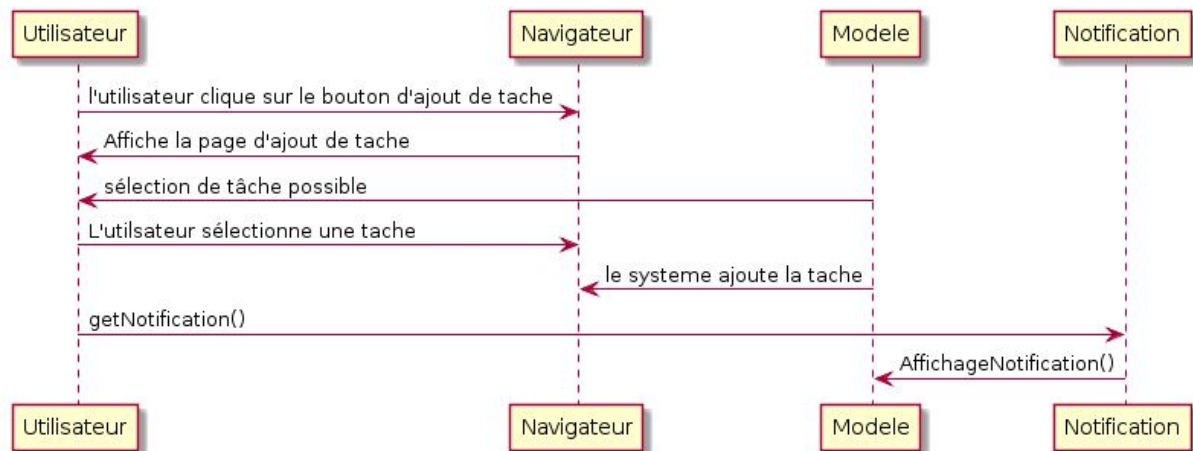 Utilisateur
Navigateur
Modele
Notification
l'utilisateur clique sur le bouton d'ajout de tache
Affiche la page d'ajout de tache
sélection de tâche possible
L'utilsateur sélectionne une tache
le systeme ajoute la tache
getNotification()
AffichageNotification()
Utilisateur
Navigateur
Modele
Notification